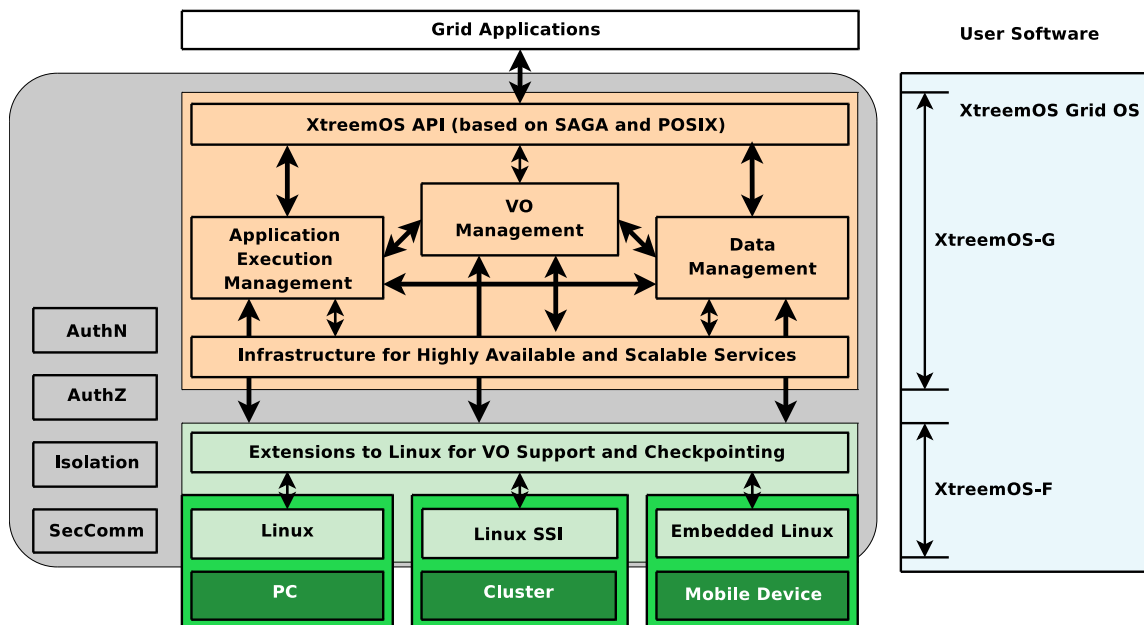 Grid Applications
User Software
XtreemOS API (based on SAGA and POSIX)
XtreemOS Grid OS
VO
Management
Application
Execution
Management
Data
Management
XtreemOS-G
AuthN
Infrastructure for Highly Available and Scalable Services
AuthZ
Extensions to Linux for VO Support and Checkpointing
Isolation
XtreemOS-F
SecComm
Linux
Linux SSI
Embedded Linux
PC
Cluster
Mobile Device